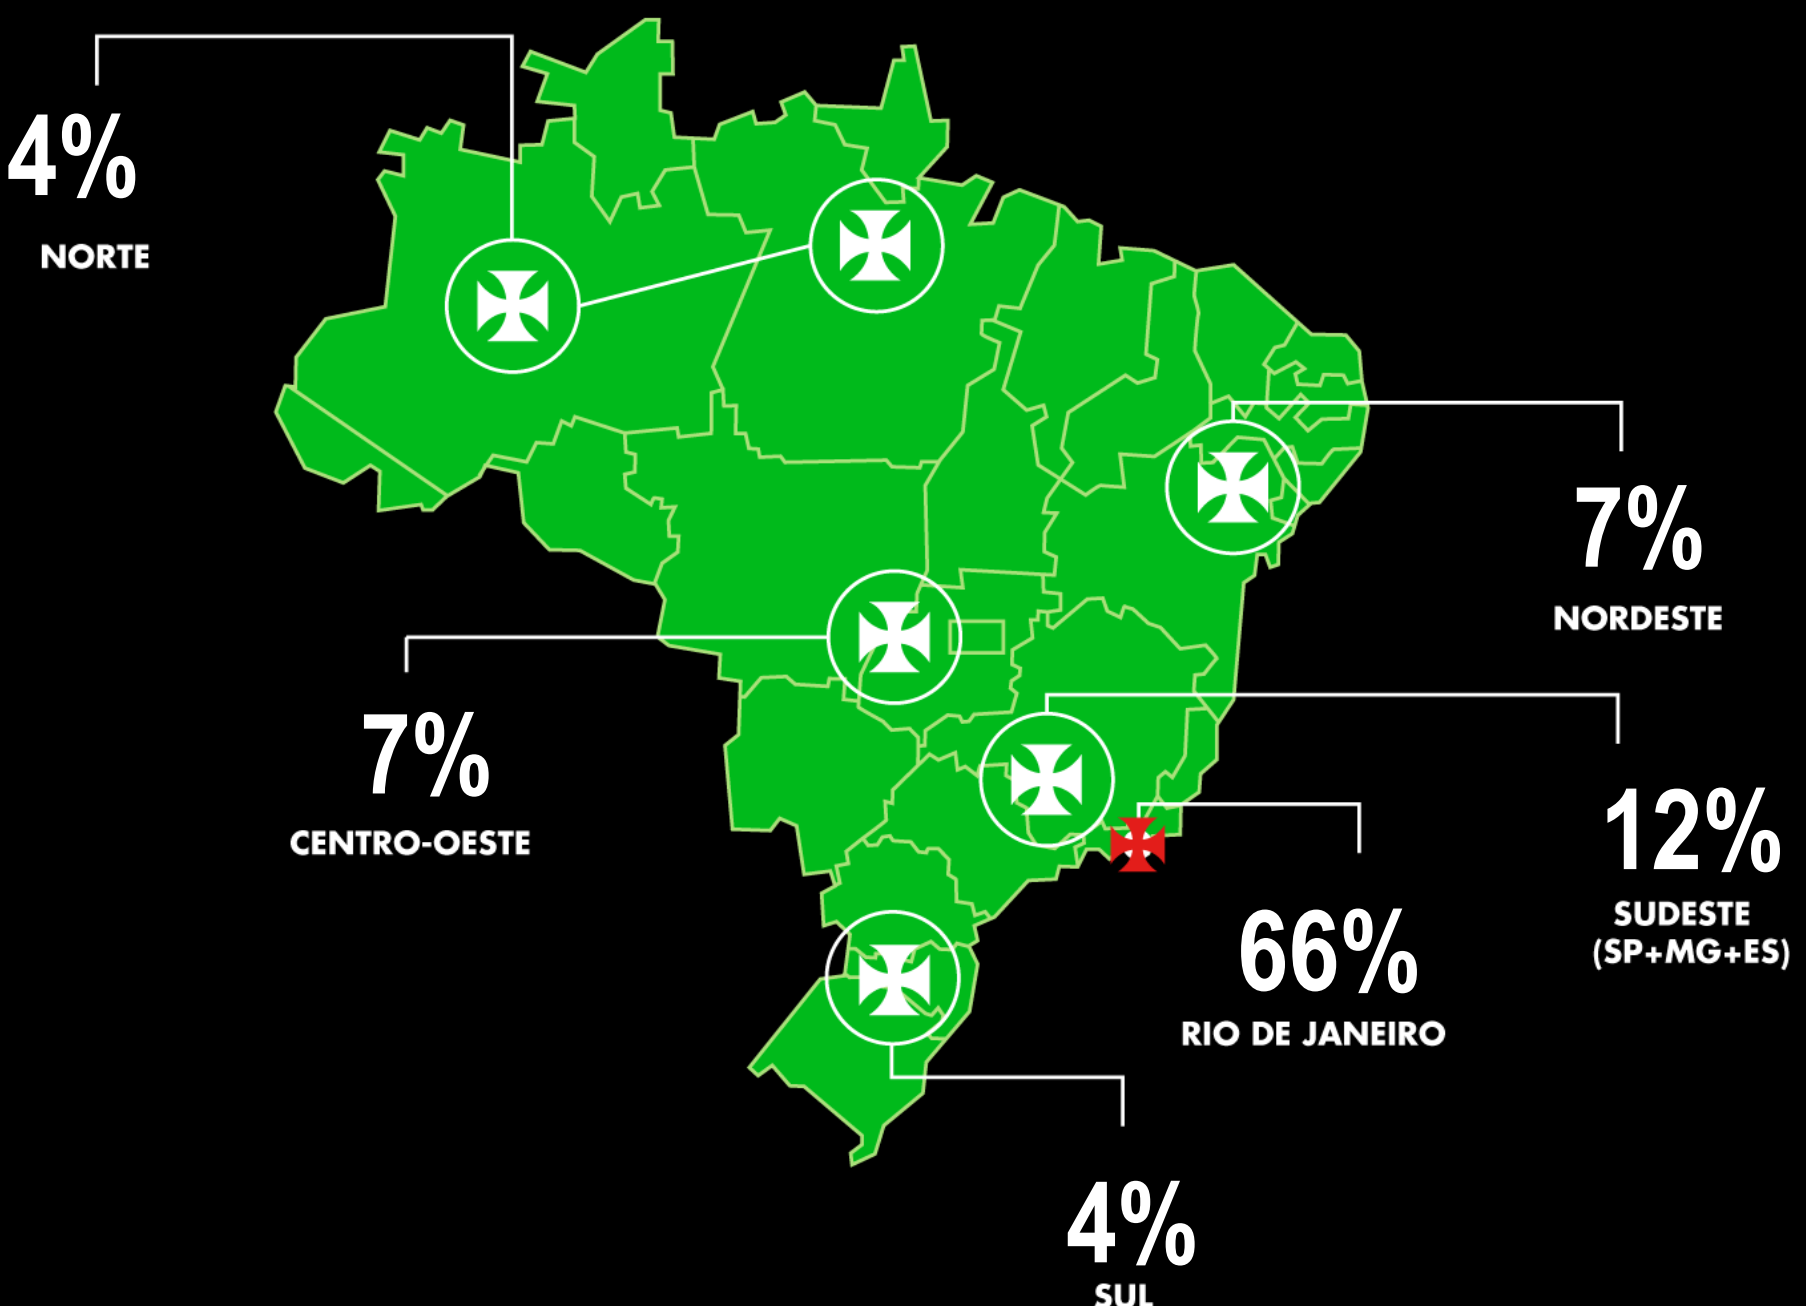 4%
NORTE
7%
NORDESTE
7%
CENTRO-OESTE
12%
SUDESTE
(SP+MG+ES)
66%
RIO DE JANEIRO
4%
SUL